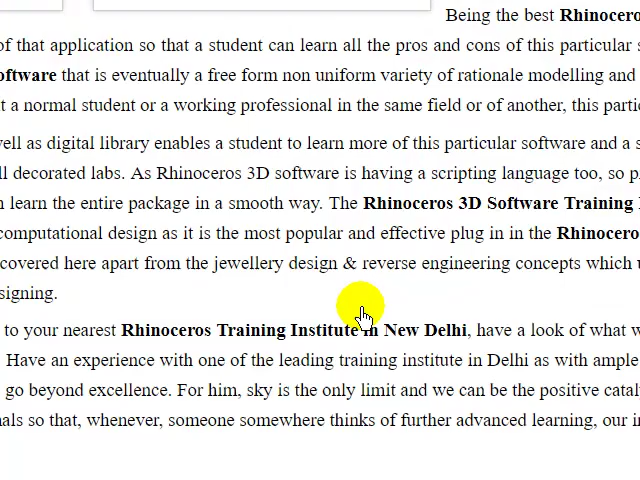 Being the best Rhinocero
of that application so that a student can learn all the pros and cons of this particular s
oftware that is eventually a free form non uniform variety of rationale modelling and
t a normal student or a working professional in the same field or of another, this parti
vell as digital library enables a student to learn more of this particular software and a s
ll decorated labs. As Rhinoceros 3D software is having a scripting language too, so p
n learn the entire package in a smooth way. The Rhinoceros 3D Software Training
computational design as it is the most popular and effective plug in in the Rhinocero
covered here apart from the jewellery design & reverse engineering concepts which u
signing.
to your nearest Rhinoceros Training Institute in New Delhi, have a look of what w
. Have an experience with one of the leading training institute in Delhi as with ample
go beyond excellence. For him, sky is the only limit and we can be the positive catal
nals so that, whenever, someone somewhere thinks of further advanced learning, our i